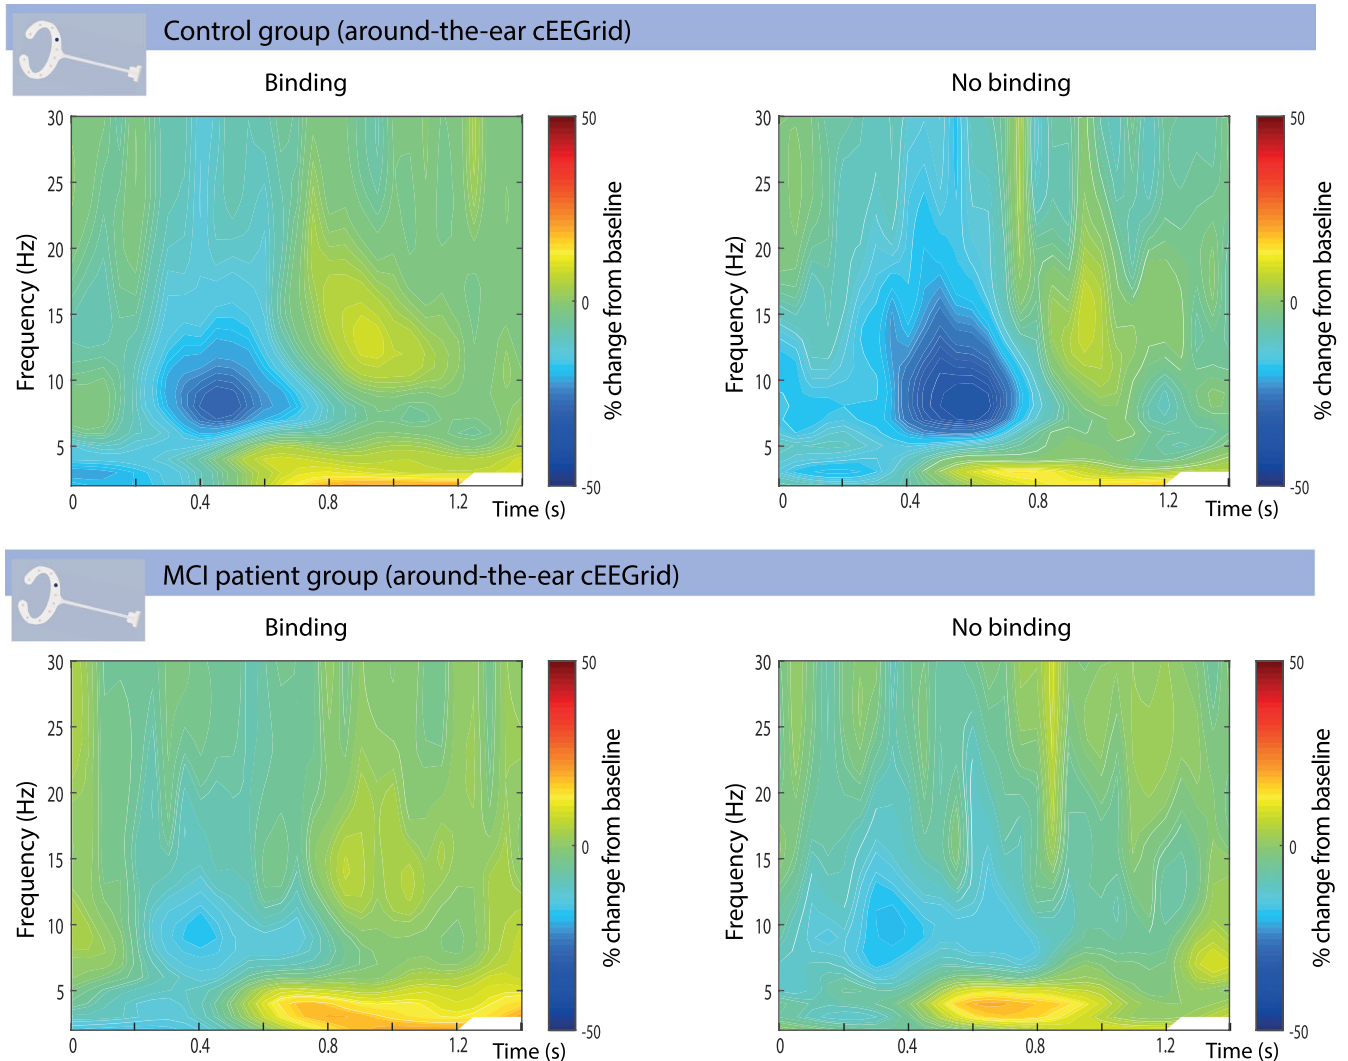 Control group (around-the-ear cEEGrid)
Binding
No binding
30
25
20
15
10
5
0
0.4
0.8
1.2
Time (s)
Frequency (Hz)
50
0
-50
% change from baseline
30
25
20
15
10
5
0
0.4
0.8
1.2
Time (s)
Frequency (Hz)
50
0
-50
% change from baseline
MCI patient group (around-the-ear cEEGrid)
Binding
No binding
30
25
20
15
10
5
0
0.4
0.8
1.2
Time (s)
Frequency (Hz)
50
0
-50
% change from baseline
30
25
20
15
10
5
0
0.4
0.8
1.2
Time (s)
Frequency (Hz)
50
0
-50
% change from baseline